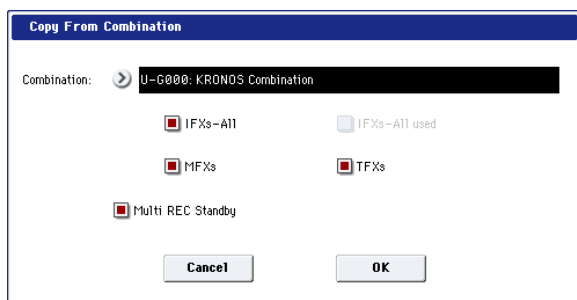 Copy From Combination
Combination: U-G000: KRONOS Combination
IFXs-All IFXs-All used
MFXs TFXs
Multi REC Standby
Cancel OK